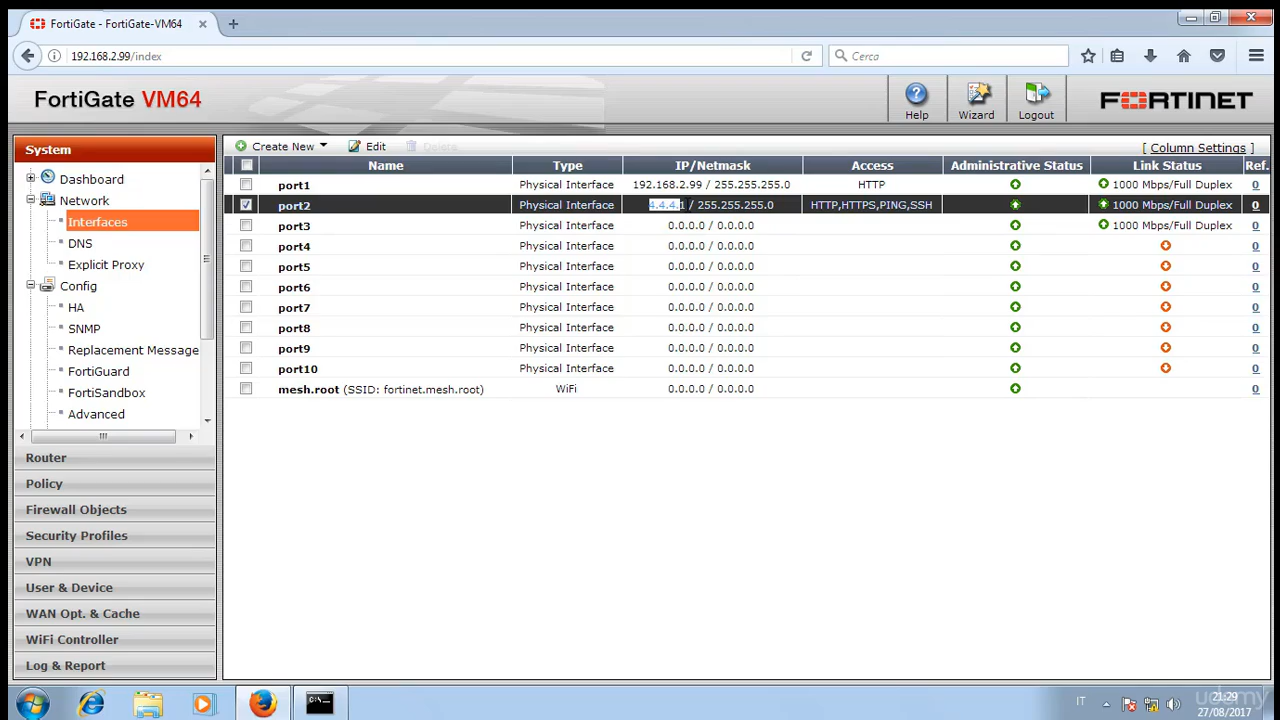 FortiGate - FortiGate-VM64
192.168.2.99/index
Cerca
FortiGate VM64
Help
Wizard
Logout
FORTINET
System
Dashboard
Network
Interfaces
DNS
Explicit Proxy
Config
HA
SNMP
Replacement Message
FortiGuard
FortiSandbox
Advanced
Router
Policy
Firewall Objects
Security Profiles
VPN
User & Device
WAN Opt. & Cache
WiFi Controller
Log & Report
Create New Edit Delete [ Column Settings ]
Name Type IP/Netmask Access Administrative Status Link Status Ref.
port1 Physical Interface 192.168.2.99 / 255.255.255.0 HTTP 1000 Mbps/Full Duplex 0
port2 Physical Interface 4.4.4.1 / 255.255.255.0 HTTP,HTTPS,PING,SSH 1000 Mbps/Full Duplex 0
port3 Physical Interface 0.0.0.0 / 0.0.0.0 1000 Mbps/Full Duplex 0
port4 Physical Interface 0.0.0.0 / 0.0.0.0 0
port5 Physical Interface 0.0.0.0 / 0.0.0.0 0
port6 Physical Interface 0.0.0.0 / 0.0.0.0 0
port7 Physical Interface 0.0.0.0 / 0.0.0.0 0
port8 Physical Interface 0.0.0.0 / 0.0.0.0 0
port9 Physical Interface 0.0.0.0 / 0.0.0.0 0
port10 Physical Interface 0.0.0.0 / 0.0.0.0 0
mesh.root (SSID: fortinet.mesh.root) WiFi 0.0.0.0 / 0.0.0.0 0
C:\
IT
21:29
27/08/2017
udemy